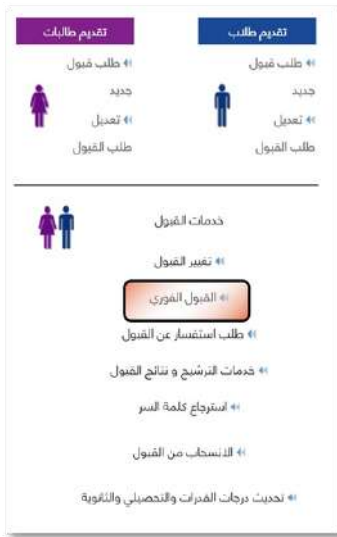 تقديم طلاب
طلب قبول
جديد
تعديل
طلب القبول
تقديم طالبات
طلب قبول
جديد
تعديل
طلب القبول
خدمات القبول
تغيير القبول
القبول الفوري
طلب استفسار عن القبول
خدمات الترشيح و نتائج القبول
استرجاع كلمة السر
الانسحاب من القبول
تحديث درجات القدرات والتحصيلي والثانوية